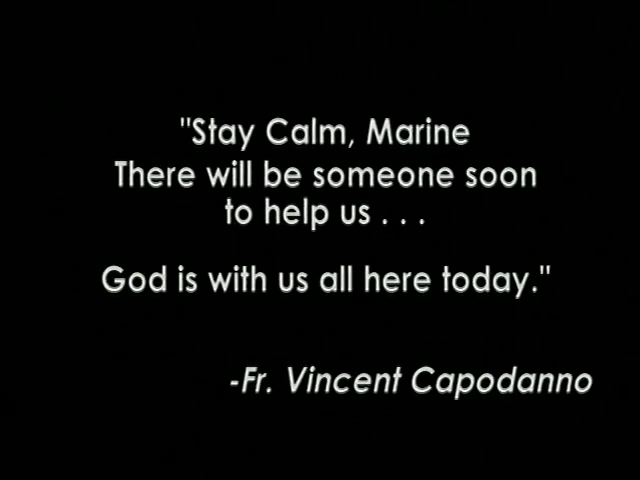 "Stay Calm, Marine
There will be someone soon
to help us . . .
God is with us all here today."
-Fr. Vincent Capodanno